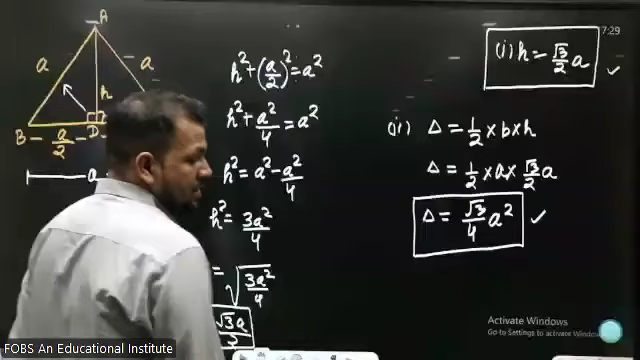 A
a
a
h
B
a/2
D
a
h² + (a/2)² = a²
h² + a²/4 = a²
h² = a² - a²/4
h² = 3a²/4
= √(3a²/4)
√3a/2
7:29
(i) h = √3/2 a
(ii) Δ = 1/2 × b × h
Δ = 1/2 × a × √3/2 a
Δ = √3/4 a²
Activate Windows
Go to Settings to activate Windows
FOBS An Educational Institute